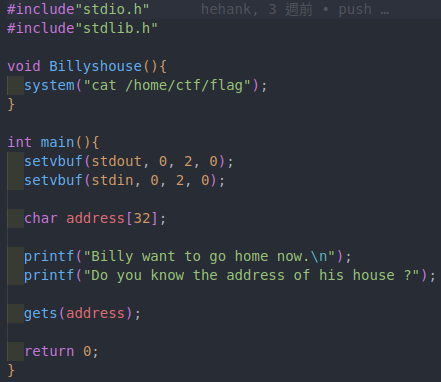 #include"stdio.h" hehank, 3 週前 • push …
#include"stdlib.h"
void Billyshouse(){
system("cat /home/ctf/flag");
}
int main(){
setvbuf(stdout, 0, 2, 0);
setvbuf(stdin, 0, 2, 0);
char address[32];
printf("Billy want to go home now.\n");
printf("Do you know the address of his house ?");
gets(address);
return 0;
}